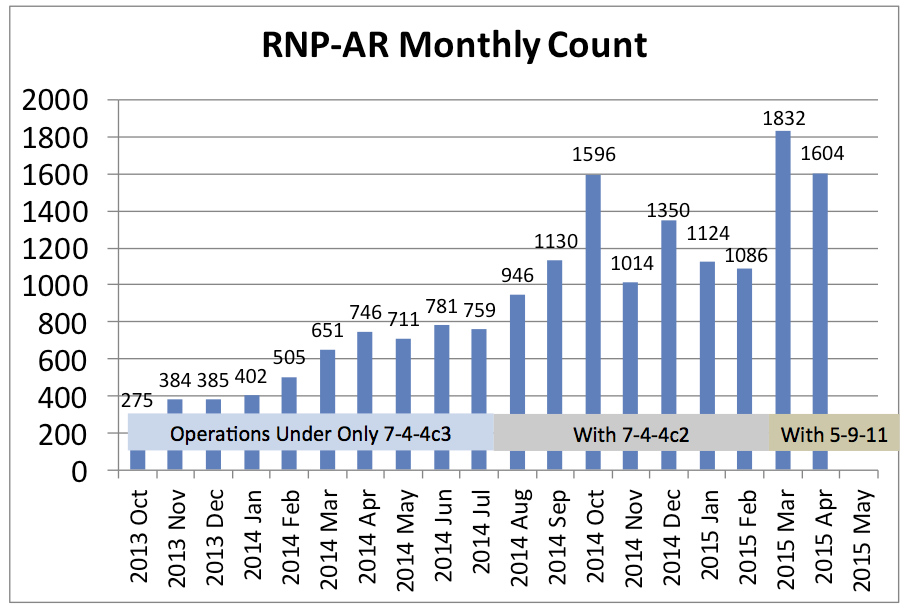 RNP-AR Monthly Count
2000
1800
1600
1400
1200
1000
800
600
400
200
0
275
384
385
402
505
651
746
711
781
759
946
1130
1596
1014
1350
1124
1086
1832
1604
Operations Under Only 7-4-4c3
With 7-4-4c2
With 5-9-11
2013 Oct
2013 Nov
2013 Dec
2014 Jan
2014 Feb
2014 Mar
2014 Apr
2014 May
2014 Jun
2014 Jul
2014 Aug
2014 Sep
2014 Oct
2014 Nov
2014 Dec
2015 Jan
2015 Feb
2015 Mar
2015 Apr
2015 May